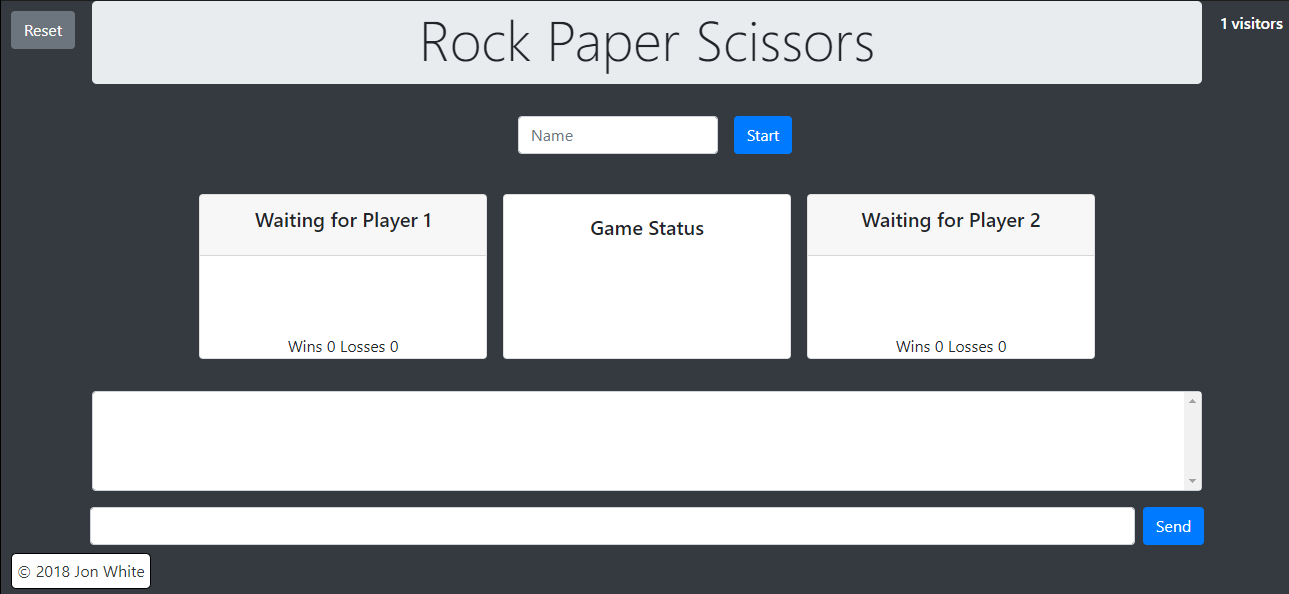 Reset
Rock Paper Scissors
1 visitors
Name
Start
Waiting for Player 1
Wins 0 Losses 0
Game Status
Waiting for Player 2
Wins 0 Losses 0
Send
© 2018 Jon White